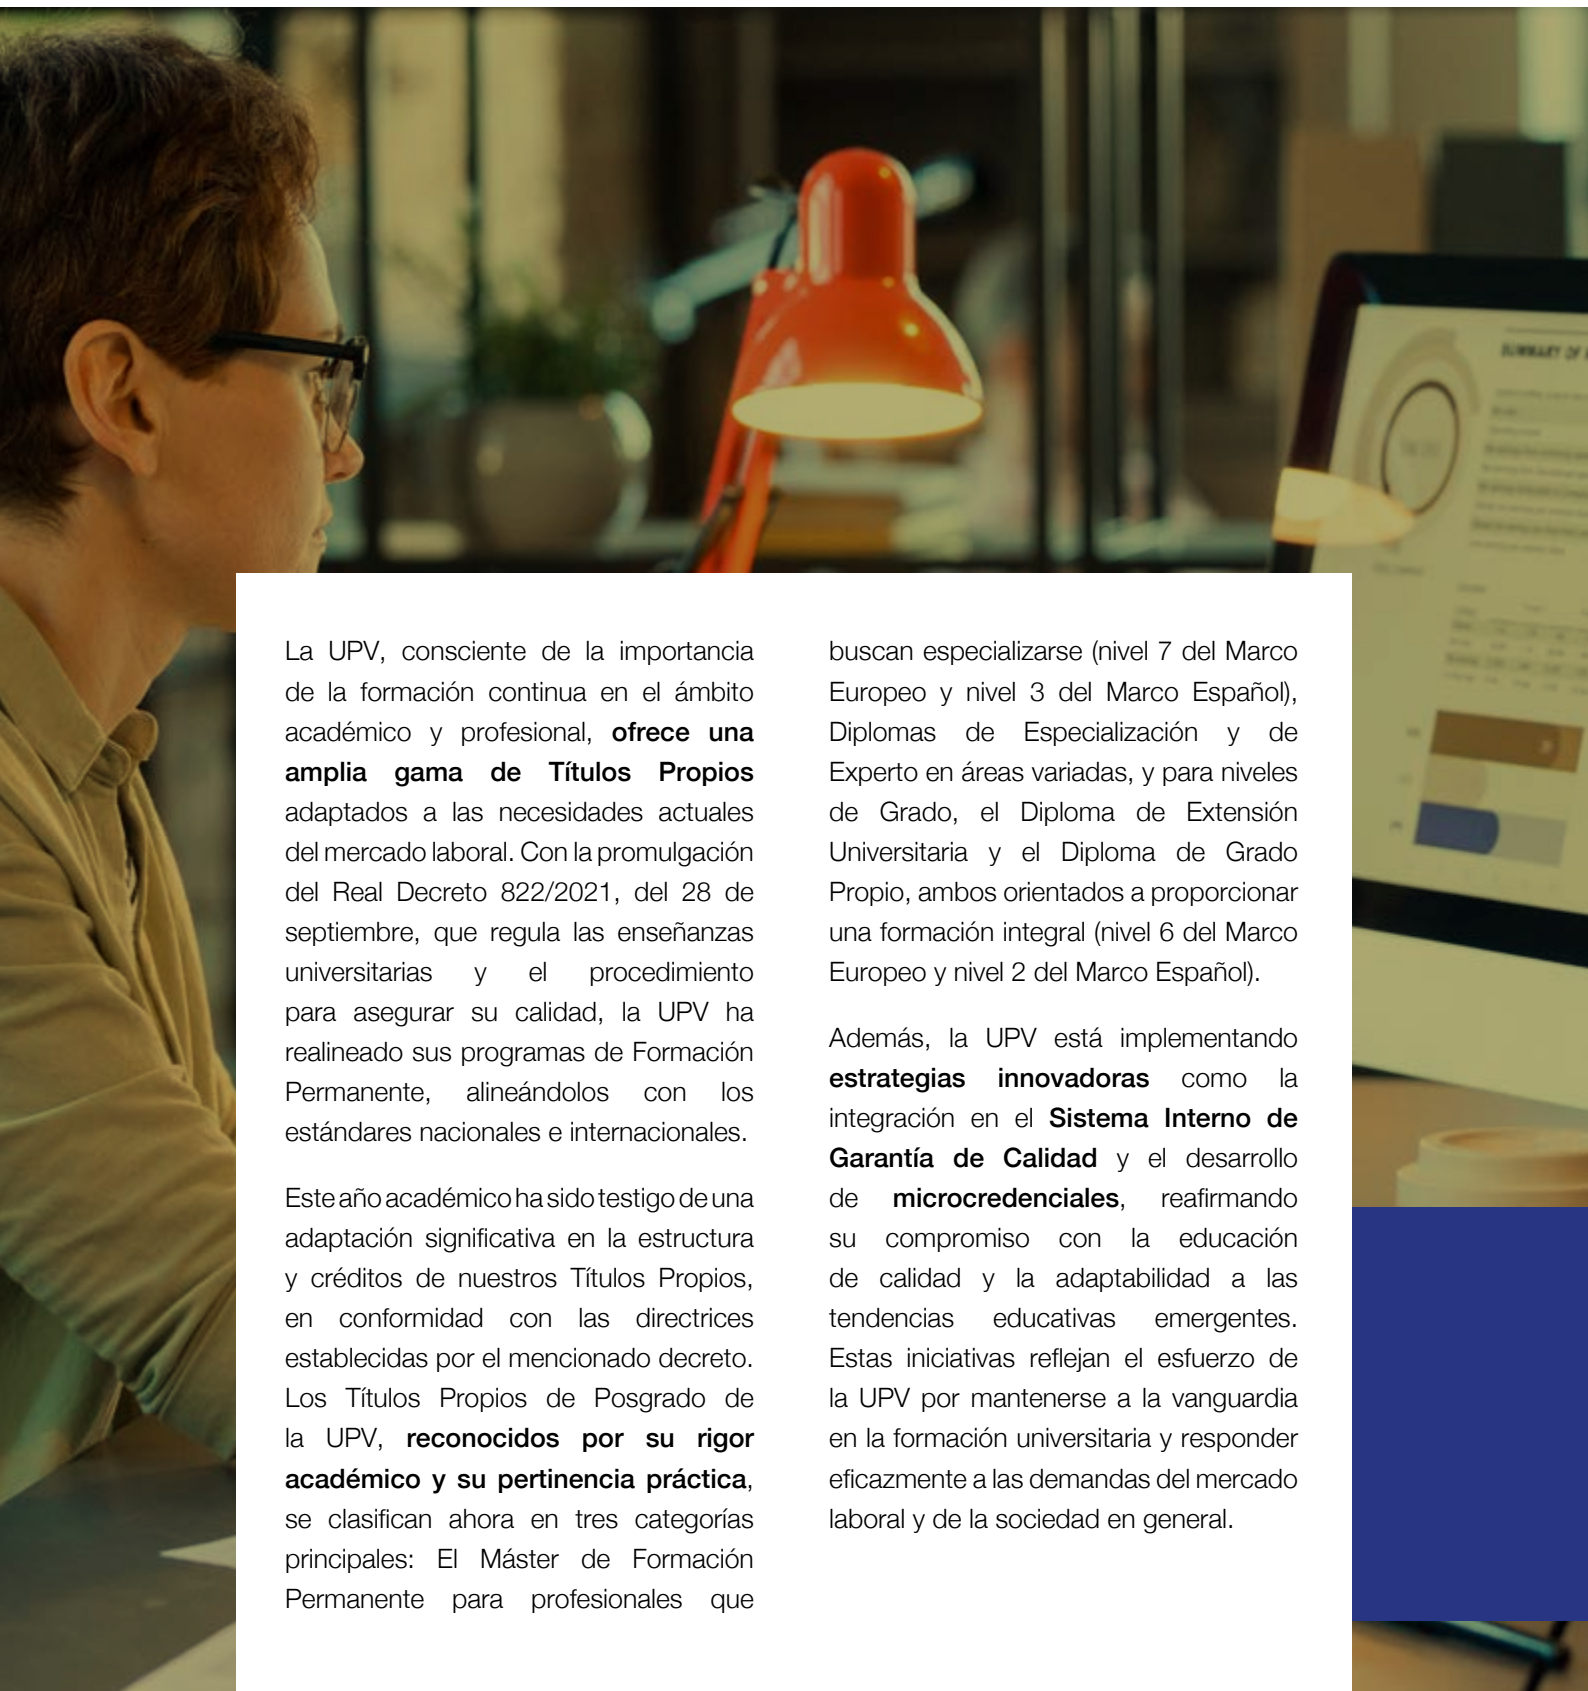 SUMMARY OF
La UPV, consciente de la importancia
de la formación continua en el ámbito
académico y profesional, ofrece una
amplia gama de Títulos Propios
adaptados a las necesidades actuales
del mercado laboral. Con la promulgación
del Real Decreto 822/2021, del 28 de
septiembre, que regula las enseñanzas
universitarias y el procedimiento
para asegurar su calidad, la UPV ha
realineado sus programas de Formación
Permanente, alineándolos con los
estándares nacionales e internacionales.
Este año académico ha sido testigo de una
adaptación significativa en la estructura
y créditos de nuestros Títulos Propios,
en conformidad con las directrices
establecidas por el mencionado decreto.
Los Títulos Propios de Posgrado de
la UPV, reconocidos por su rigor
académico y su pertinencia práctica,
se clasifican ahora en tres categorías
principales: El Máster de Formación
Permanente para profesionales que
buscan especializarse (nivel 7 del Marco
Europeo y nivel 3 del Marco Español),
Diplomas de Especialización y de
Experto en áreas variadas, y para niveles
de Grado, el Diploma de Extensión
Universitaria y el Diploma de Grado
Propio, ambos orientados a proporcionar
una formación integral (nivel 6 del Marco
Europeo y nivel 2 del Marco Español).
Además, la UPV está implementando
estrategias innovadoras como la
integración en el Sistema Interno de
Garantía de Calidad y el desarrollo
de microcredenciales, reafirmando
su compromiso con la educación
de calidad y la adaptabilidad a las
tendencias educativas emergentes.
Estas iniciativas reflejan el esfuerzo de
la UPV por mantenerse a la vanguardia
en la formación universitaria y responder
eficazmente a las demandas del mercado
laboral y de la sociedad en general.